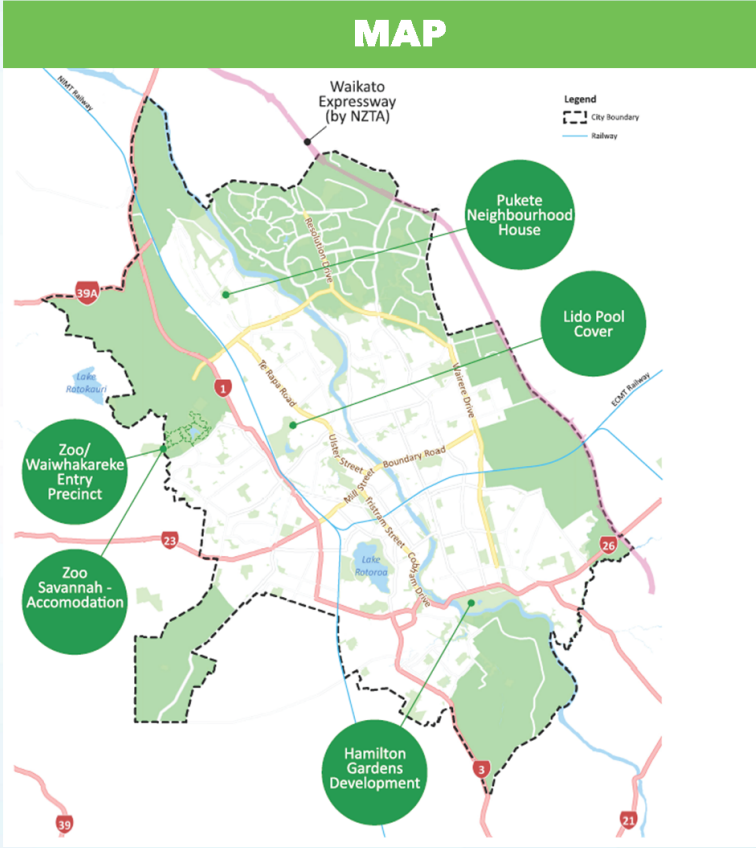 MAP
NIMT Railway
Waikato
Expressway
(by NZTA)
Legend
City Boundary
Railway
Pukete
Neighbourhood
House
Resolution Drive
39A
Lido Pool
Cover
Lake
Rotokauri
1
Te Rapa Road
Wairere Drive
ECMT Railway
Zoo/
Waiwhakareke
Entry
Precinct
Ulster Street
Boundary Road
Mill Street
Tristram Street
23
26
Zoo
Savannah -
Accomodation
Lake
Rotoroa
Cobham Drive
Hamilton
Gardens
Development
3
39
21